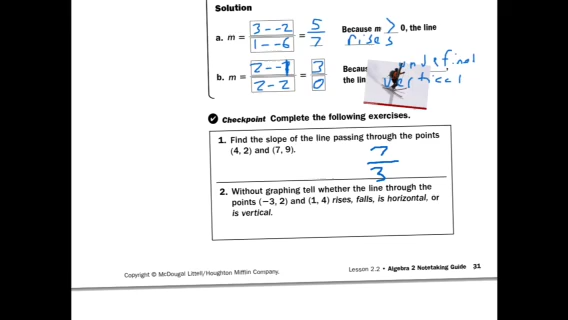 Solution
a. m = 3 - -2 / 1 - -6 = 5 / 7 Because m > 0, the line
rises
b. m = 2 - -1 / 2 - 2 = 3 / 0 undefined
the line vertical
Checkpoint Complete the following exercises.
1. Find the slope of the line passing through the points
(4, 2) and (7, 9).
7 / 3
2. Without graphing tell whether the line through the
points (−3, 2) and (1, 4) rises, falls, is horizontal, or
is vertical.
Copyright © McDougal Littell/Houghton Mifflin Company.
Lesson 2.2 • Algebra 2 Notetaking Guide 31